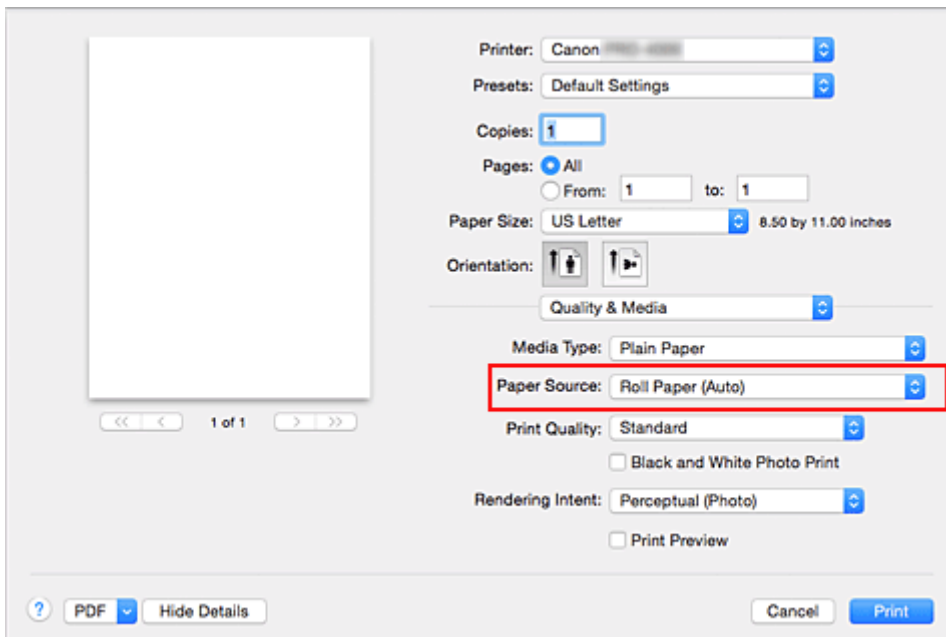 Printer: Canon
Presets: Default Settings
Copies: 1
Pages: All
From: 1 to: 1
Paper Size: US Letter 8.50 by 11.00 inches
Orientation:
Quality & Media
Media Type: Plain Paper
Paper Source: Roll Paper (Auto)
1 of 1
Print Quality: Standard
Black and White Photo Print
Rendering Intent: Perceptual (Photo)
Print Preview
? PDF Hide Details Cancel Print